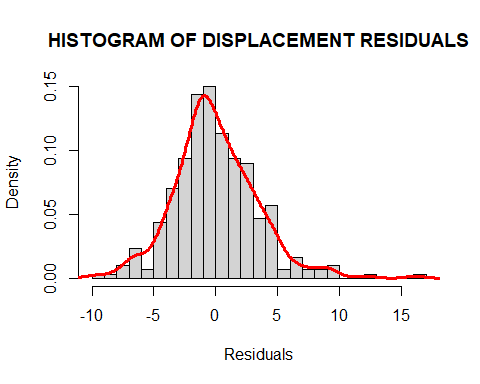 HISTOGRAM OF DISPLACEMENT RESIDUALS
Density
0.15
0.10
0.05
0.00
-10 -5 0 5 10 15
Residuals